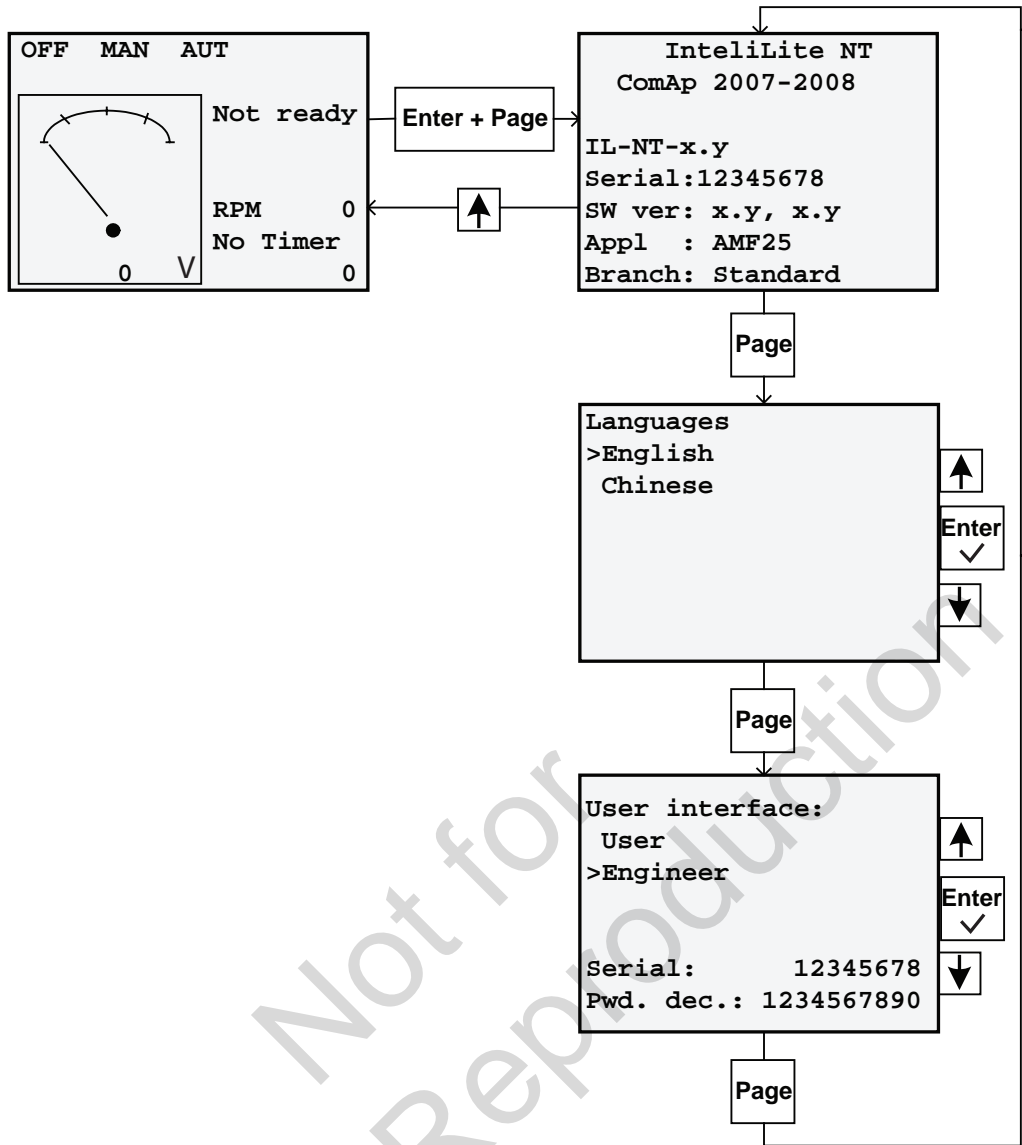 OFF MAN AUT
Not ready
RPM 0
No Timer
0 V 0
Enter + Page
InteliLite NT
ComAp 2007-2008
IL-NT-x.y
Serial:12345678
SW ver: x.y, x.y
Appl : AMF25
Branch: Standard
Page
Languages
>English
Chinese
Enter
Page
User interface:
User
>Engineer
Serial: 12345678
Pwd. dec.: 1234567890
Enter
Page
Not for
Reproduction